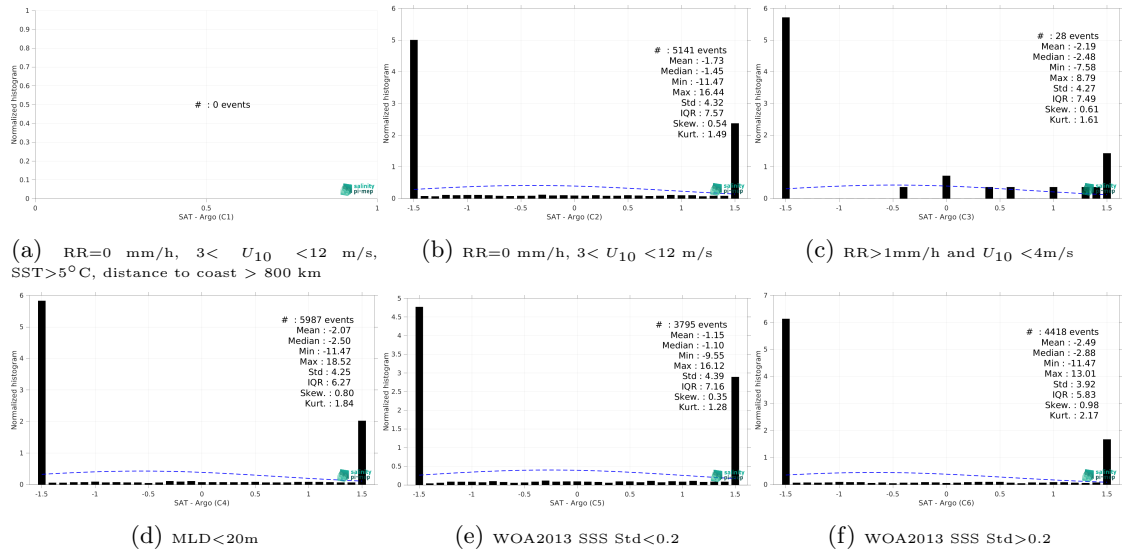 1
0.9
0.8
0.7
0.6
0.5
0.4
0.3
0.2
0.1
0
Normalized histogram
# : 0 events
0 0.5 1
SAT - Argo (C1)
salinity
pi-mep
(a) RR=0 mm/h, 3< U10 <12 m/s,
SST>5°C, distance to coast > 800 km
6
5
4
3
2
1
0
Normalized histogram
# : 5141 events
Mean : -1.73
Median : -1.45
Min : -11.47
Max : 16.44
Std : 4.32
IQR : 7.57
Skew. : 0.54
Kurt. : 1.49
-1.5 -1 -0.5 0 0.5 1 1.5
SAT - Argo (C2)
salinity
pi-mep
(b) RR=0 mm/h, 3< U10 <12 m/s
6
5
4
3
2
1
0
Normalized histogram
# : 28 events
Mean : -2.19
Median : -2.48
Min : -7.58
Max : 8.79
Std : 4.27
IQR : 7.49
Skew. : 0.61
Kurt. : 1.61
-1.5 -1 -0.5 0 0.5 1 1.5
SAT - Argo (C3)
salinity
pi-mep
(c) RR>1mm/h and U10 <4m/s
6
5
4
3
2
1
0
Normalized histogram
# : 5987 events
Mean : -2.07
Median : -2.50
Min : -11.47
Max : 18.52
Std : 4.25
IQR : 6.27
Skew. : 0.80
Kurt. : 1.84
-1.5 -1 -0.5 0 0.5 1 1.5
SAT - Argo (C4)
salinity
pi-mep
(d) MLD<20m
5
4.5
4
3.5
3
2.5
2
1.5
1
0.5
0
Normalized histogram
# : 3795 events
Mean : -1.15
Median : -1.10
Min : -9.55
Max : 16.12
Std : 4.39
IQR : 7.16
Skew. : 0.35
Kurt. : 1.28
-1.5 -1 -0.5 0 0.5 1 1.5
SAT - Argo (C5)
salinity
pi-mep
(e) WOA2013 SSS Std<0.2
7
6
5
4
3
2
1
0
Normalized histogram
# : 4418 events
Mean : -2.49
Median : -2.88
Min : -11.47
Max : 13.01
Std : 3.92
IQR : 5.83
Skew. : 0.98
Kurt. : 2.17
-1.5 -1 -0.5 0 0.5 1 1.5
SAT - Argo (C6)
salinity
pi-mep
(f) WOA2013 SSS Std>0.2